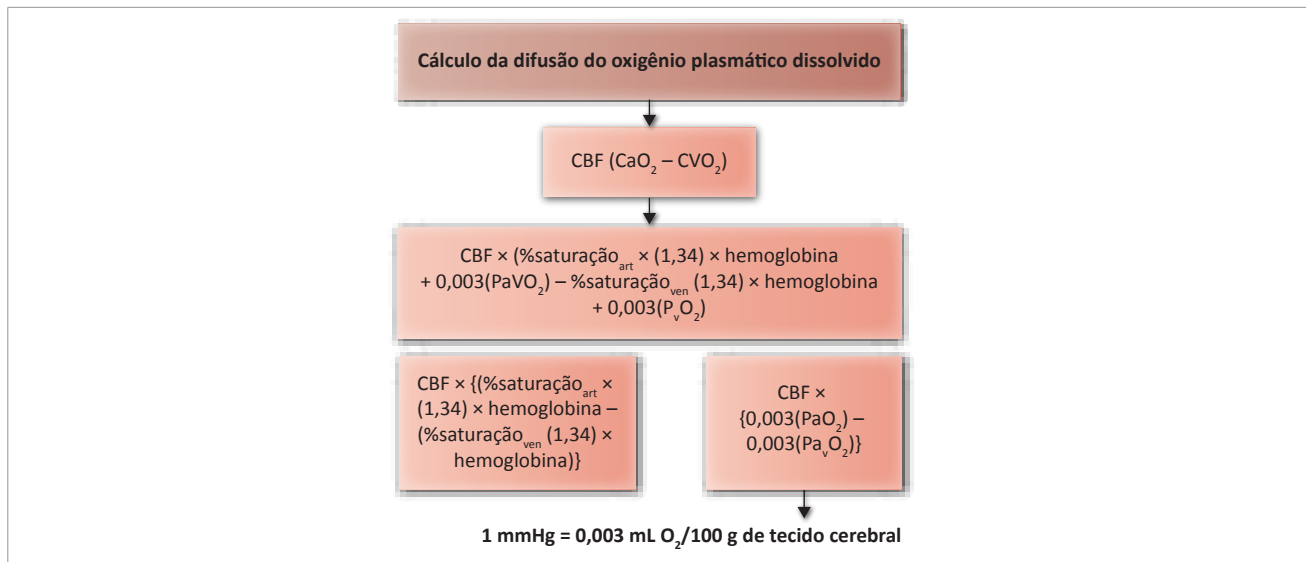 Cálculo da difusão do oxigênio plasmático dissolvido
CBF (CaO₂ – CVO₂)
CBF × (%saturaçãoₐᵣₜ × (1,34) × hemoglobina
+ 0,003(PaVO₂) – %saturaçãoᵥₑₙ (1,34) × hemoglobina
+ 0,003(PᵥO₂)
CBF × {(%saturaçãoₐᵣₜ ×
(1,34) × hemoglobina –
(%saturaçãoᵥₑₙ (1,34) ×
hemoglobina)}
CBF ×
{0,003(PaO₂) –
0,003(PaᵥO₂)}
1 mmHg = 0,003 mL O₂/100 g de tecido cerebral